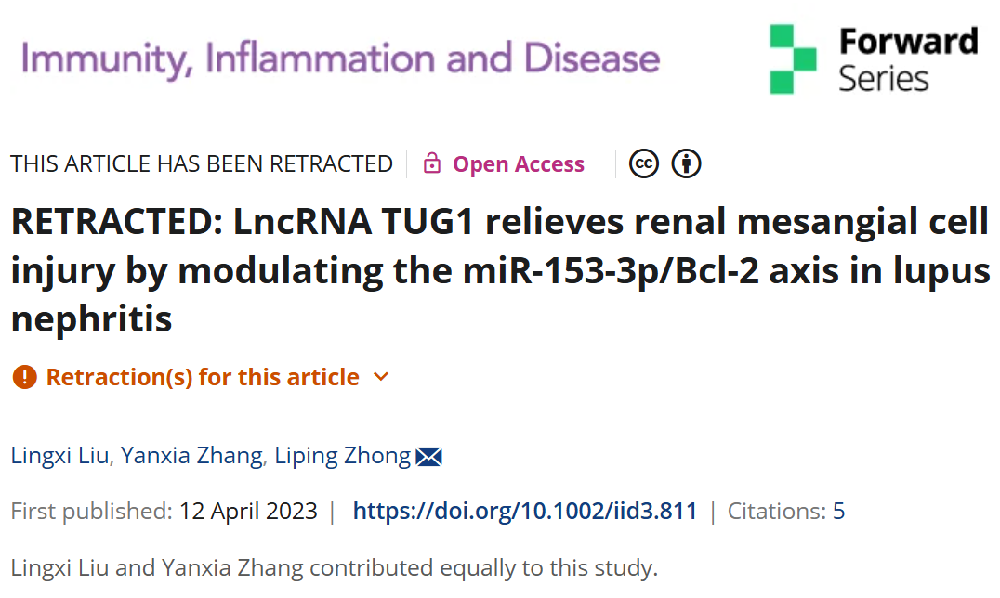 Immunity, Inflammation and Disease
Forward
Series
THIS ARTICLE HAS BEEN RETRACTED
Open Access
cc
RETRACTED: LncRNA TUG1 relieves renal mesangial cell
injury by modulating the miR-153-3p/Bcl-2 axis in lupus
nephritis
Retraction(s) for this article
Lingxi Liu, Yanxia Zhang, Liping Zhong
First published: 12 April 2023 | https://doi.org/10.1002/iid3.811 | Citations: 5
Lingxi Liu and Yanxia Zhang contributed equally to this study.